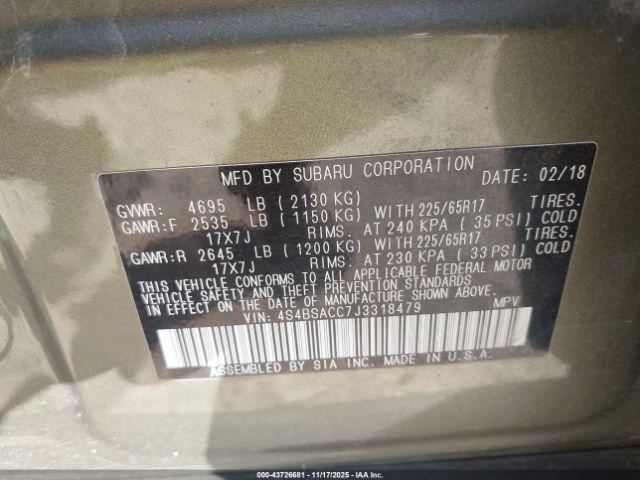 MFD BY SUBARU CORPORATION DATE: 02/18
GVWR: 4695 LB ( 2130 KG)
GAWR:F 2535 LB ( 1150 KG) WITH 225/65R17 TIRES.
17X7J RIMS. AT 240 KPA ( 35 PSI) COLD
GAWR:R 2645 LB ( 1200 KG) WITH 225/65R17 TIRES.
17X7J RIMS. AT 230 KPA ( 33 PSI) COLD
THIS VEHICLE CONFORMS TO ALL APPLICABLE FEDERAL MOTOR
VEHICLE SAFETY AND THEFT PREVENTION STANDARDS
IN EFFECT ON THE DATE OF MANUFACTURE SHOWN ABOVE.
VIN: 4S4BSACC7J3318479 MPV
ASSEMBLED BY SIA INC. MADE IN U.S.A.
000-43726681 - 11/17/2025 - IAA, Inc.